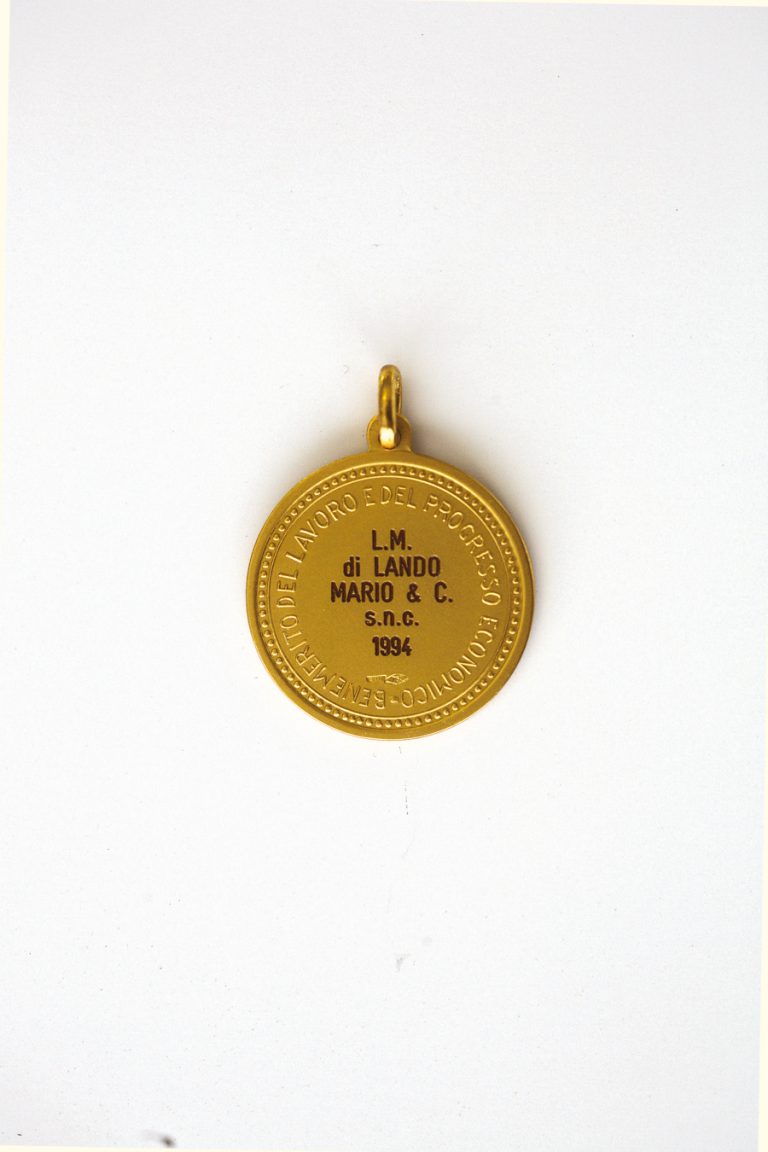 BENEMERITO DEL LAVORO E DEL PROGRESSO ECONOMICO -
L.M.
di LANDO
MARIO & C.
s.n.c.
1994